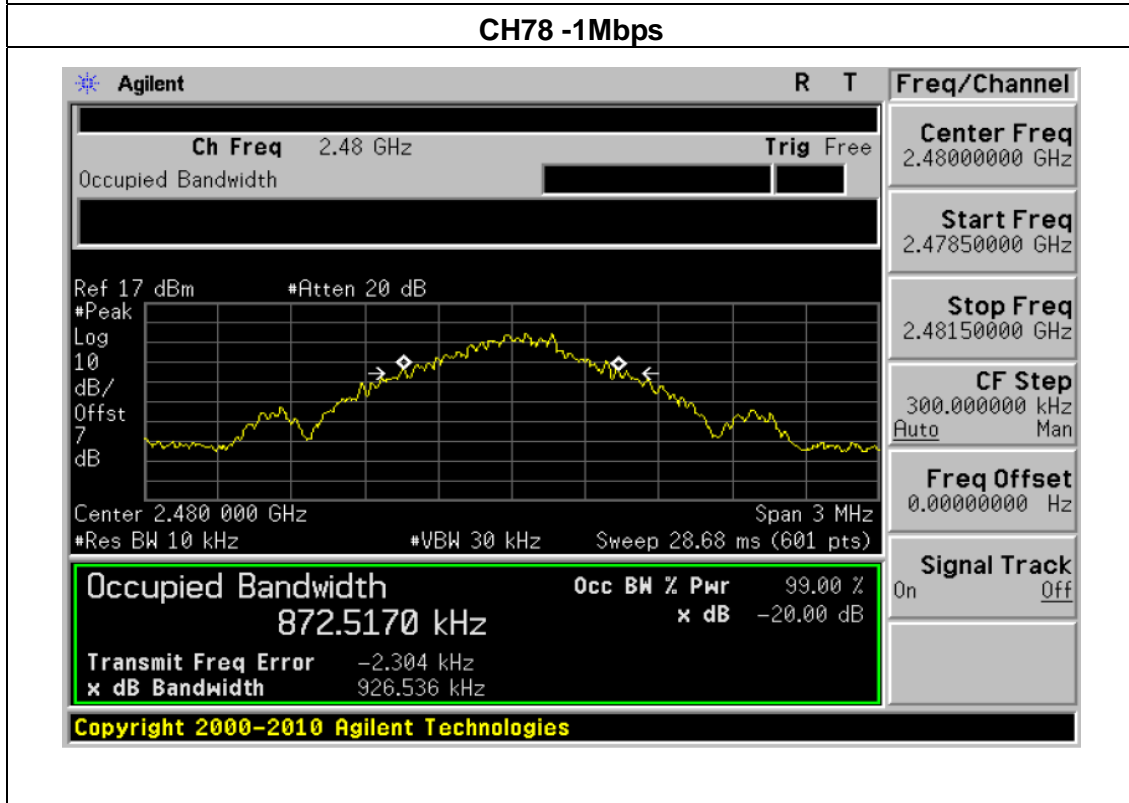 CH78 -1Mbps
Agilent R T Freq/Channel
Ch Freq 2.48 GHz Trig Free
Occupied Bandwidth
Center Freq
2.48000000 GHz
Start Freq
2.47850000 GHz
Stop Freq
2.48150000 GHz
CF Step
300.000000 kHz
Auto Man
Freq Offset
0.00000000 Hz
Signal Track
On Off
Ref 17 dBm #Atten 20 dB
#Peak
Log
10
dB/
Offst
7
dB
Center 2.480 000 GHz Span 3 MHz
#Res BW 10 kHz #VBW 30 kHz Sweep 28.68 ms (601 pts)
Occupied Bandwidth Occ BW % Pwr 99.00 %
872.5170 kHz x dB -20.00 dB
Transmit Freq Error -2.304 kHz
x dB Bandwidth 926.536 kHz
Copyright 2000-2010 Agilent Technologies